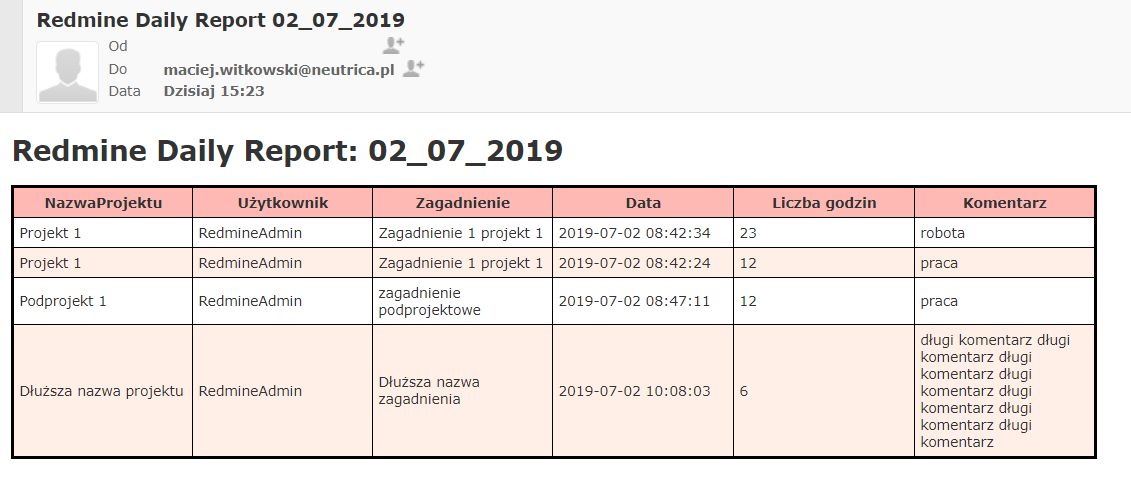 Redmine Daily Report 02_07_2019
Od
Do maciej.witkowski@neutrica.pl
Data Dzisiaj 15:23
Redmine Daily Report: 02_07_2019
NazwaProjektu Użytkownik Zagadnienie Data Liczba godzin Komentarz
Projekt 1 RedmineAdmin Zagadnienie 1 projekt 1 2019-07-02 08:42:34 23 robota
Projekt 1 RedmineAdmin Zagadnienie 1 projekt 1 2019-07-02 08:42:24 12 praca
Podprojekt 1 RedmineAdmin zagadnienie
podprojektowe 2019-07-02 08:47:11 12 praca
Dłuższa nazwa projektu RedmineAdmin Dłuższa nazwa
zagadnienia 2019-07-02 10:08:03 6 długi komentarz długi
komentarz długi
komentarz długi
komentarz długi
komentarz długi
komentarz długi
komentarz